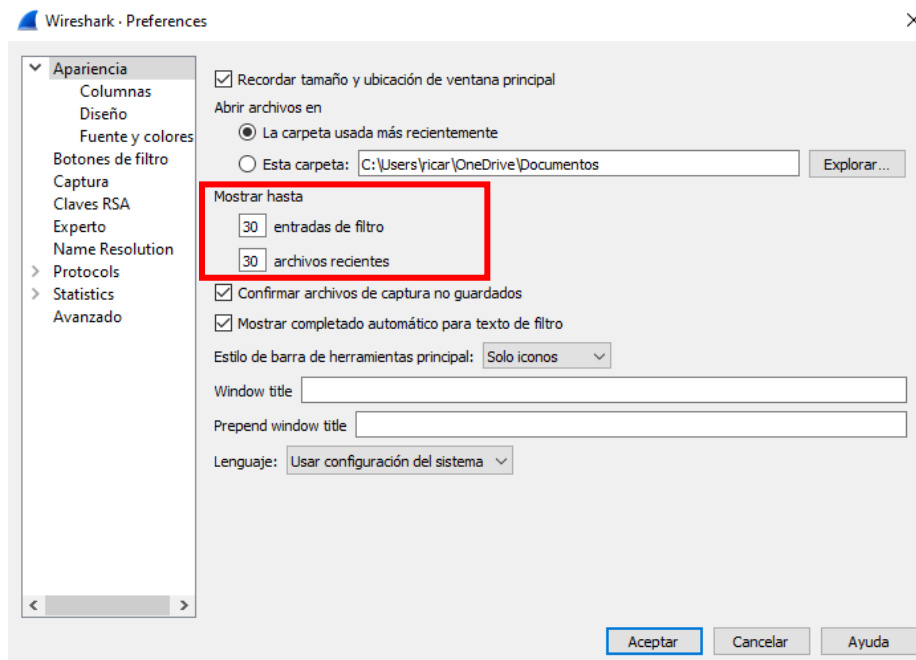 Wireshark · Preferences
Apariencia
Columnas
Diseño
Fuente y colores
Botones de filtro
Captura
Claves RSA
Experto
Name Resolution
Protocols
Statistics
Avanzado
Recordar tamaño y ubicación de ventana principal
Abrir archivos en
La carpeta usada más recientemente
Esta carpeta: C:\Users\ricar\OneDrive\Documentos Explorar...
Mostrar hasta
30 entradas de filtro
30 archivos recientes
Confirmar archivos de captura no guardados
Mostrar completado automático para texto de filtro
Estilo de barra de herramientas principal: Solo iconos
Window title
Prepend window title
Lenguaje: Usar configuración del sistema
Aceptar Cancelar Ayuda